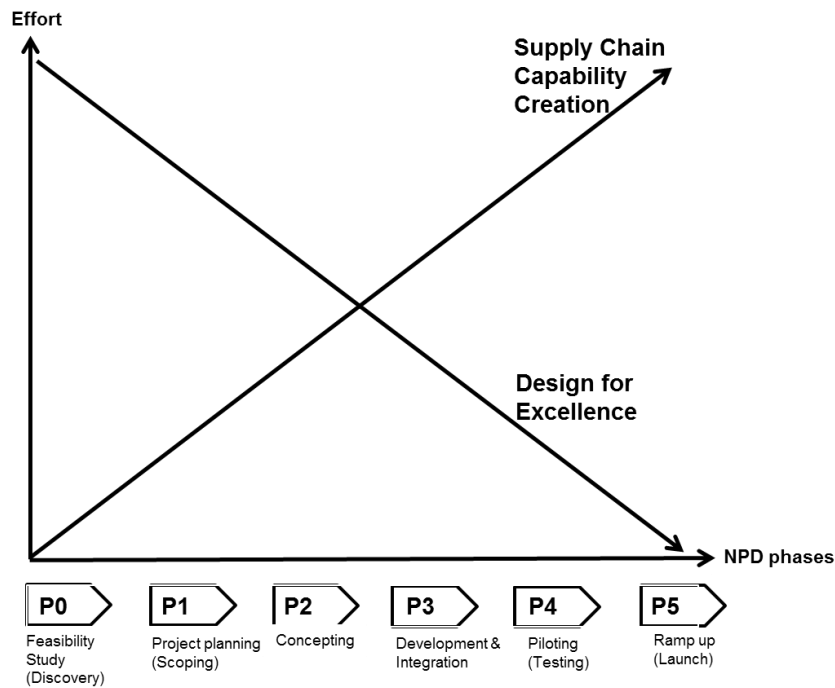 Effort
Supply Chain
Capability
Creation
Design for
Excellence
NPD phases
P0
P1
P2
P3
P4
P5
Feasibility
Study
(Discovery)
Project planning
(Scoping)
Concepting
Development &
Integration
Piloting
(Testing)
Ramp up
(Launch)